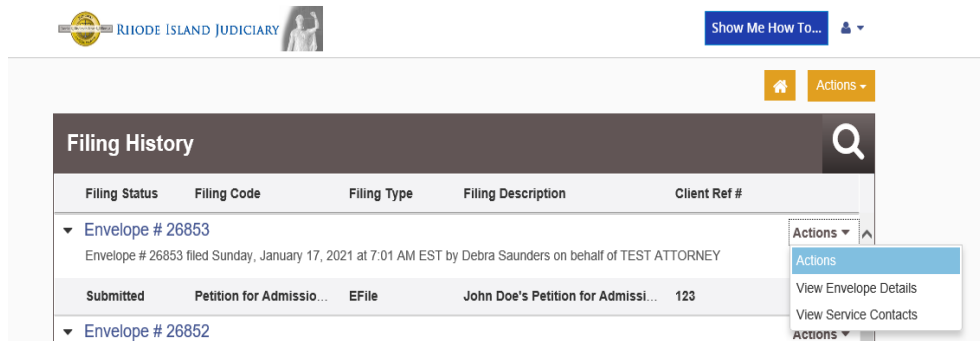 RHODE ISLAND JUDICIARY
Show Me How To...
Actions
Filing History
Filing Status Filing Code Filing Type Filing Description Client Ref #
Envelope # 26853 Actions
Envelope # 26853 filed Sunday, January 17, 2021 at 7:01 AM EST by Debra Saunders on behalf of TEST ATTORNEY
Actions
View Envelope Details
View Service Contacts
Submitted Petition for Admissio... EFile John Doe's Petition for Admissi... 123
Envelope # 26852 Actions